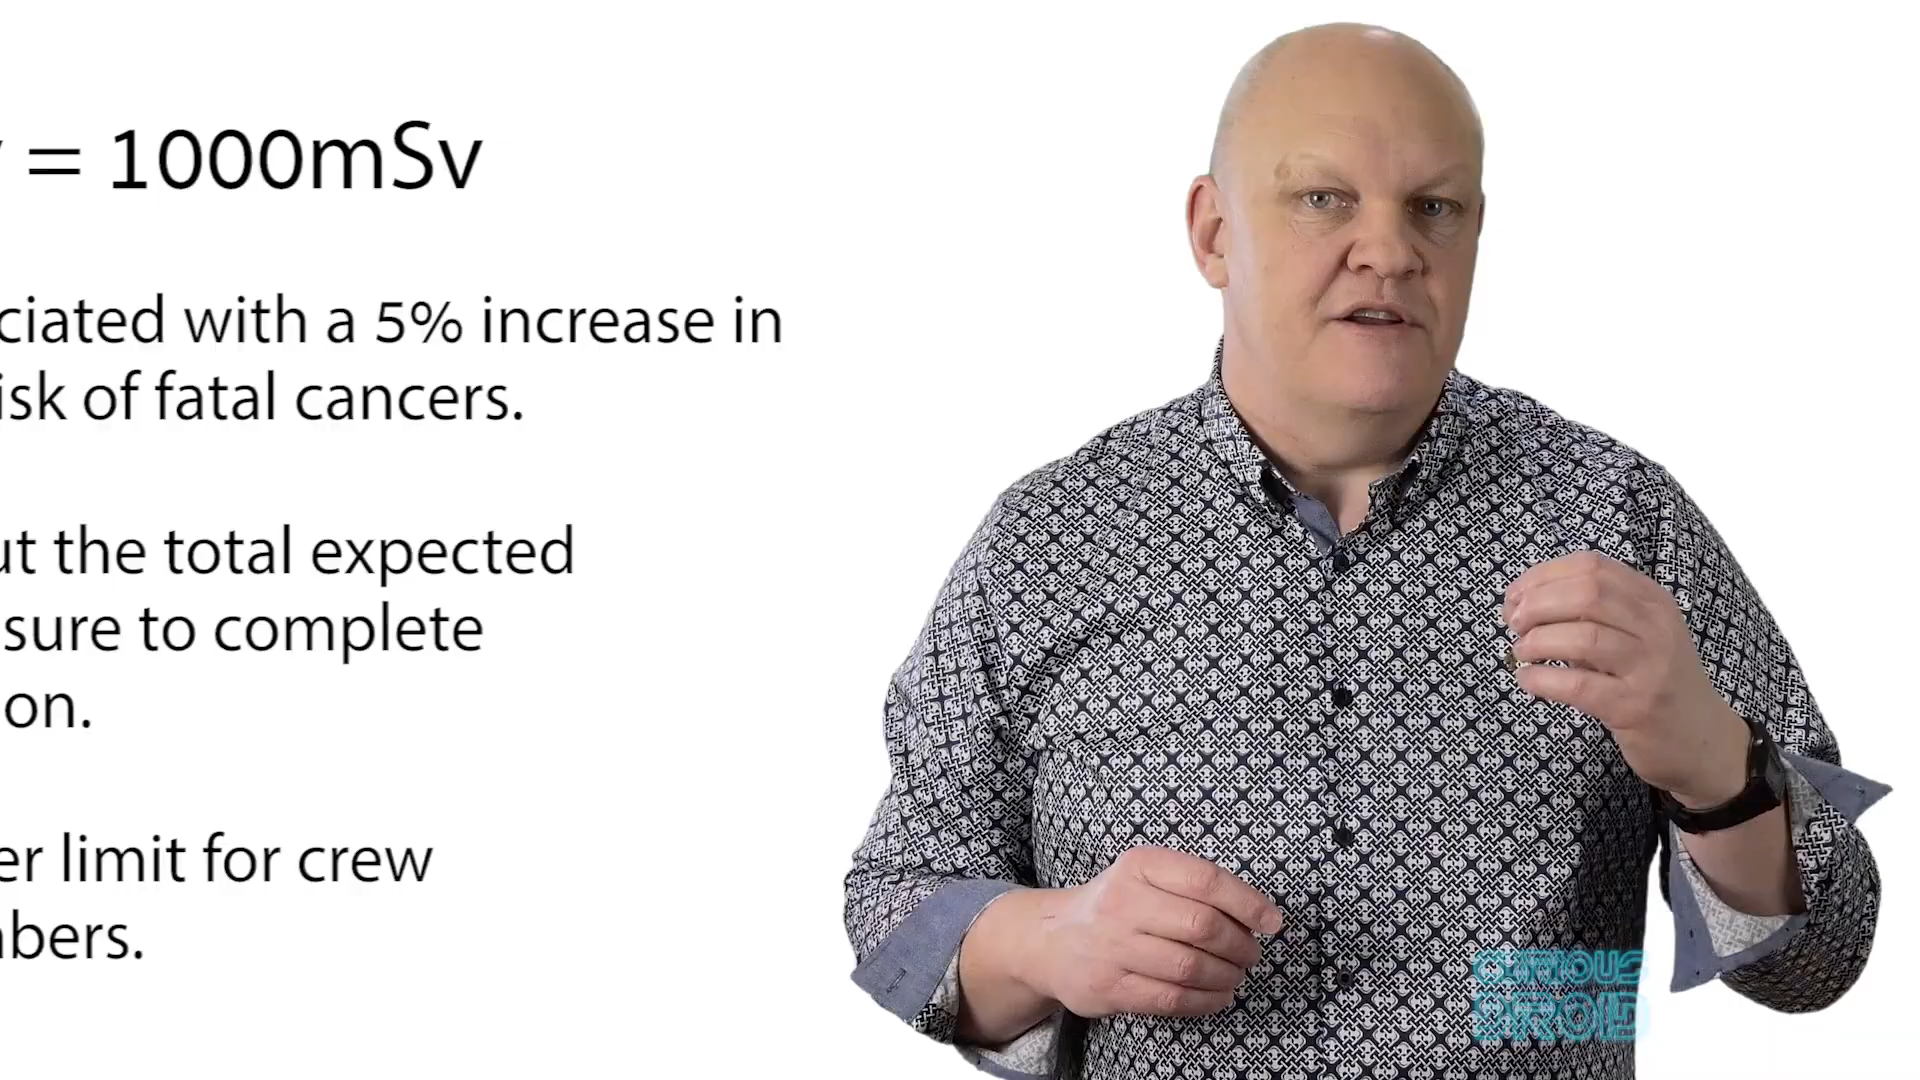 = 1000mSv
ciated with a 5% increase in
isk of fatal cancers.
ut the total expected
sure to complete
on.
er limit for crew
bers.
CURIOUS
DROID